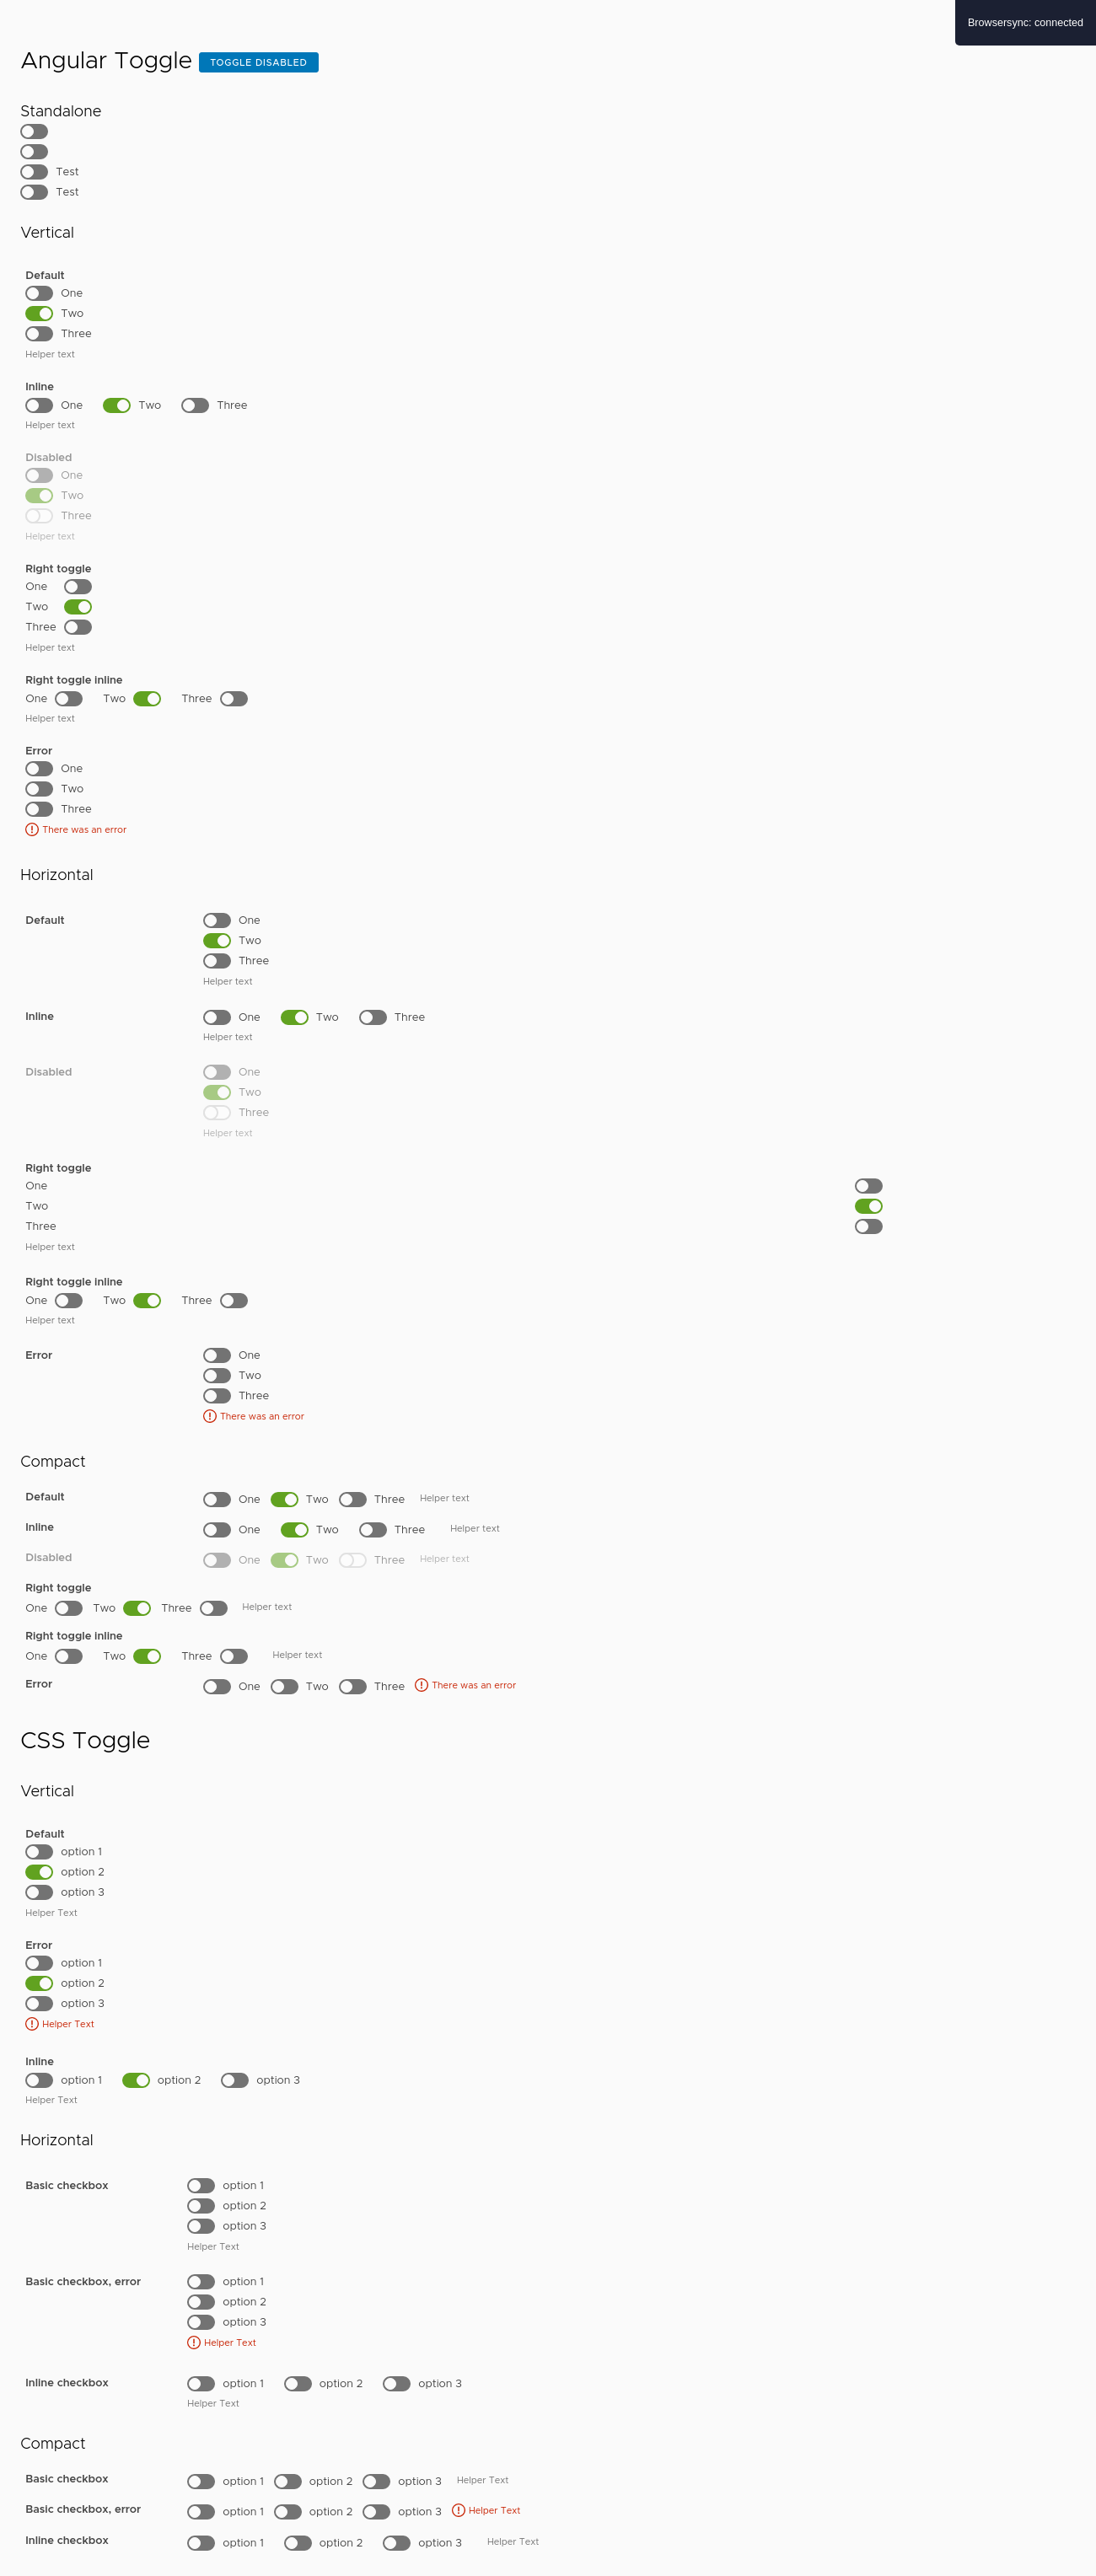 Browsersync: connected
Angular Toggle TOGGLE DISABLED
Standalone
Test
Test
Vertical
Default
One
Two
Three
Helper text
Inline
One Two Three
Helper text
Disabled
One
Two
Three
Helper text
Right toggle
One
Two
Three
Helper text
Right toggle inline
One Two Three
Helper text
Error
One
Two
Three
There was an error
Horizontal
Default One
Two
Three
Helper text
Inline One Two Three
Helper text
Disabled One
Two
Three
Helper text
Right toggle
One
Two
Three
Helper text
Right toggle inline
One Two Three
Helper text
Error One
Two
Three
There was an error
Compact
Default One Two Three Helper text
Inline One Two Three Helper text
Disabled One Two Three Helper text
Right toggle
One Two Three Helper text
Right toggle inline
One Two Three Helper text
Error One Two Three There was an error
CSS Toggle
Vertical
Default
option 1
option 2
option 3
Helper Text
Error
option 1
option 2
option 3
Helper Text
Inline
option 1 option 2 option 3
Helper Text
Horizontal
Basic checkbox option 1
option 2
option 3
Helper Text
Basic checkbox, error option 1
option 2
option 3
Helper Text
Inline checkbox option 1 option 2 option 3
Helper Text
Compact
Basic checkbox option 1 option 2 option 3 Helper Text
Basic checkbox, error option 1 option 2 option 3 Helper Text
Inline checkbox option 1 option 2 option 3 Helper Text